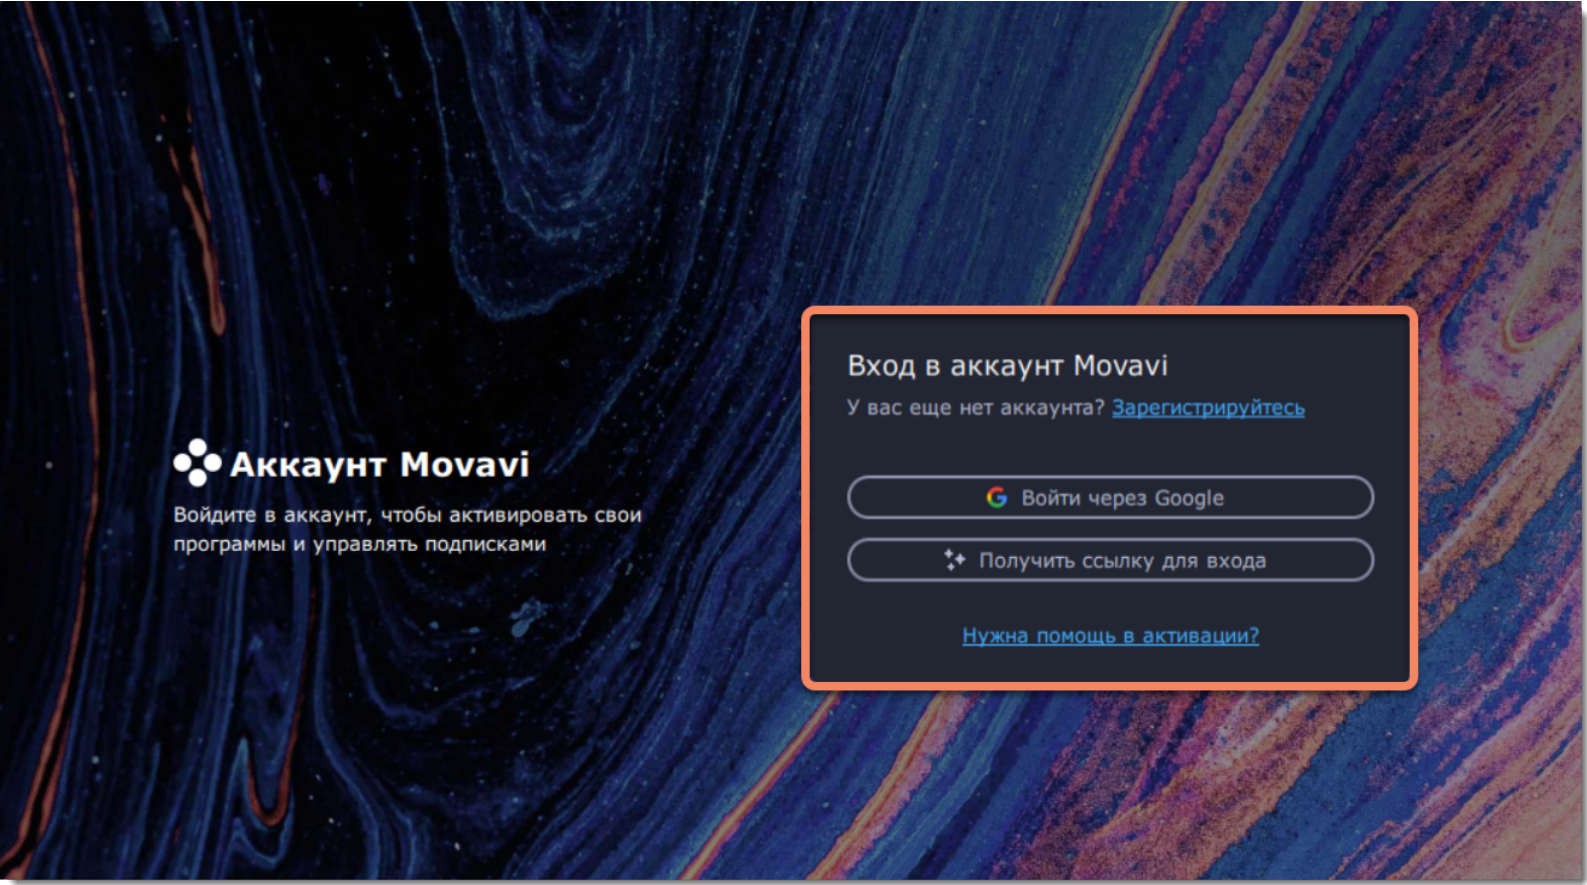 Аккаунт Movavi
Войдите в аккаунт, чтобы активировать свои
программы и управлять подписками
Вход в аккаунт Movavi
У вас еще нет аккаунта? Зарегистрируйтесь
Войти через Google
Получить ссылку для входа
Нужна помощь в активации?